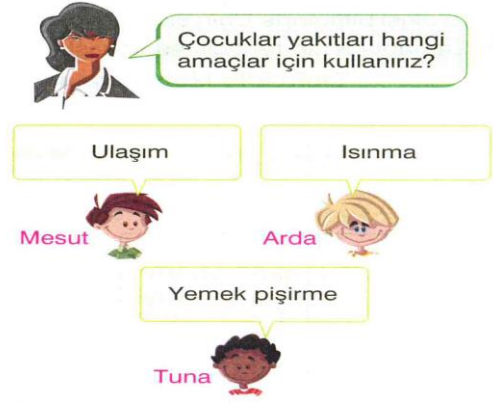 Çocuklar yakıtları hangi
amaçlar için kullanırız?
Ulaşım
Isınma
Mesut
Arda
Yemek pişirme
Tuna